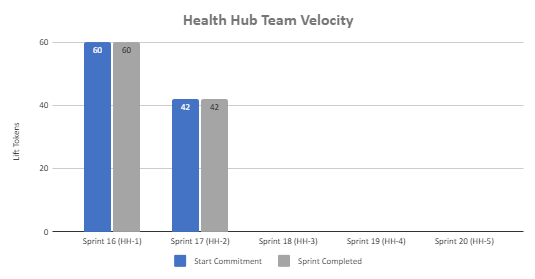 Health Hub Team Velocity
60
60 60
40
42 42
Lift Tokens
20
0
Sprint 16 (HH-1) Sprint 17 (HH-2) Sprint 18 (HH-3) Sprint 19 (HH-4) Sprint 20 (HH-5)
Start Commitment Sprint Completed